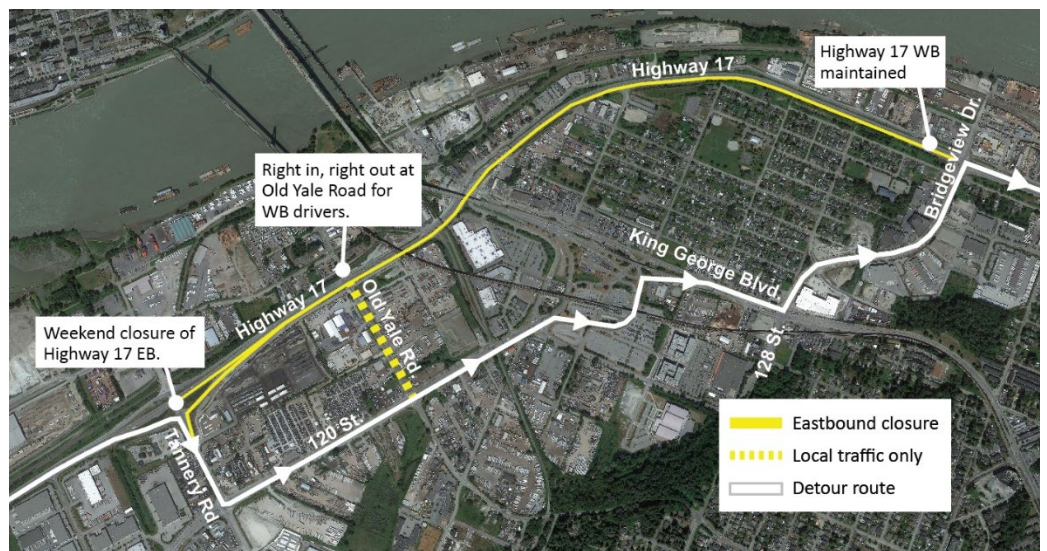 Highway 17
Highway 17 WB
maintained
Bridgeview Dr.
Right in, right out at
Old Yale Road for
WB drivers.
King George Blvd.
Highway 17
Old Yale Rd.
Weekend closure of
Highway 17 EB.
128 St.
120 St.
Tannery Rd.
Eastbound closure
Local traffic only
Detour route